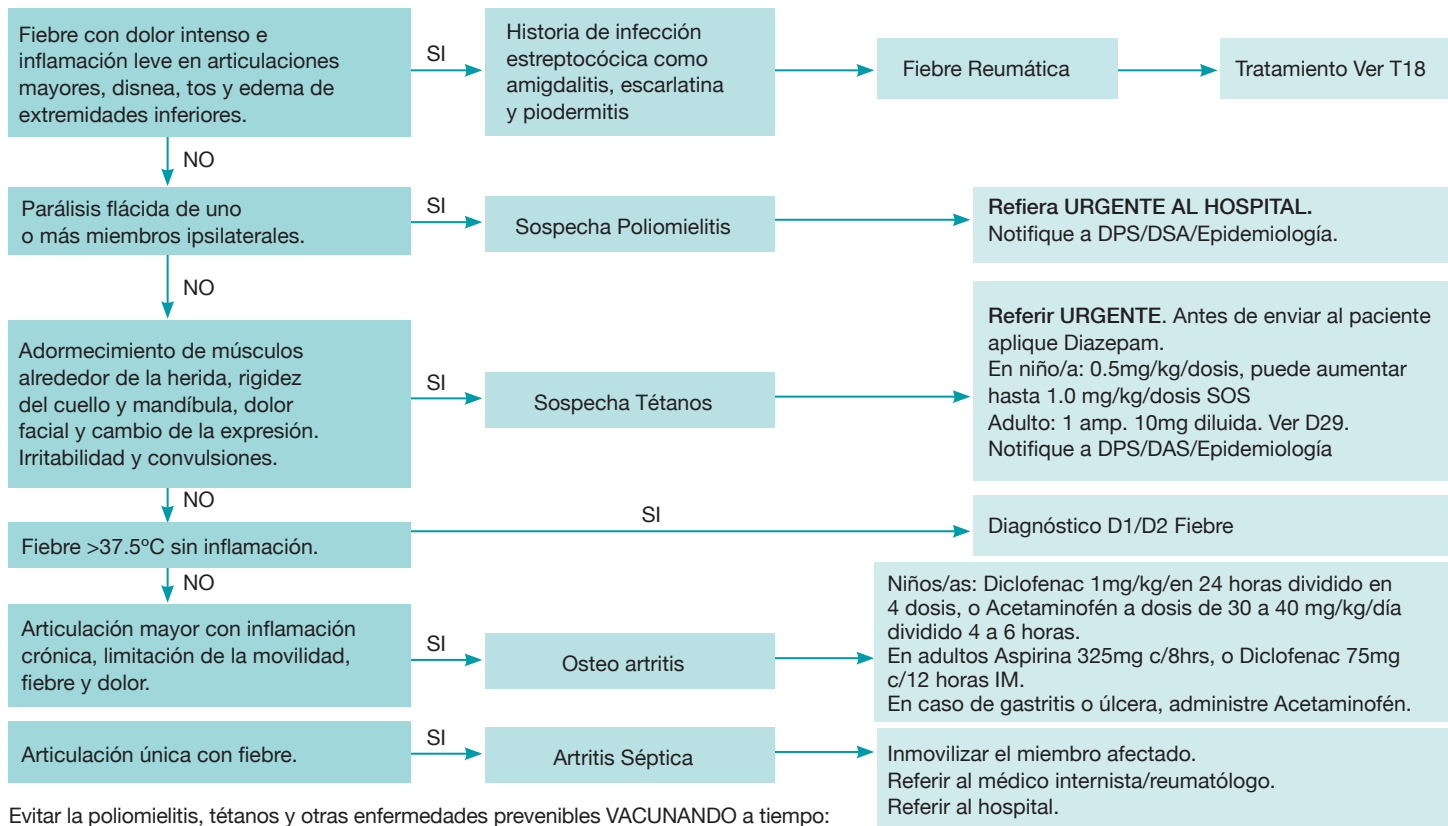 Fiebre con dolor intenso e
inflamación leve en articulaciones
mayores, disnea, tos y edema de
extremidades inferiores.
SI
Historia de infección
estreptocócica como
amigdalitis, escarlatina
y piodermitis
Fiebre Reumática
Tratamiento Ver T18
NO
Parálisis flácida de uno
o más miembros ipsilaterales.
SI
Sospecha Poliomielitis
Refiera URGENTE AL HOSPITAL.
Notifique a DPS/DSA/Epidemiología.
NO
Adormecimiento de músculos
alrededor de la herida, rigidez
del cuello y mandíbula, dolor
facial y cambio de la expresión.
Irritabilidad y convulsiones.
SI
Sospecha Tétanos
Referir URGENTE. Antes de enviar al paciente
aplique Diazepam.
En niño/a: 0.5mg/kg/dosis, puede aumentar
hasta 1.0 mg/kg/dosis SOS
Adulto: 1 amp. 10mg diluida. Ver D29.
Notifique a DPS/DAS/Epidemiología
NO
Fiebre >37.5ºC sin inflamación.
SI
Diagnóstico D1/D2 Fiebre
NO
Articulación mayor con inflamación
crónica, limitación de la movilidad,
fiebre y dolor.
SI
Osteo artritis
Niños/as: Diclofenac 1mg/kg/en 24 horas dividido en
4 dosis, o Acetaminofén a dosis de 30 a 40 mg/kg/día
dividido 4 a 6 horas.
En adultos Aspirina 325mg c/8hrs, o Diclofenac 75mg
c/12 horas IM.
En caso de gastritis o úlcera, administre Acetaminofén.
Articulación única con fiebre.
SI
Artritis Séptica
Inmovilizar el miembro afectado.
Referir al médico internista/reumatólogo.
Referir al hospital.
Evitar la poliomielitis, tétanos y otras enfermedades prevenibles VACUNANDO a tiempo: